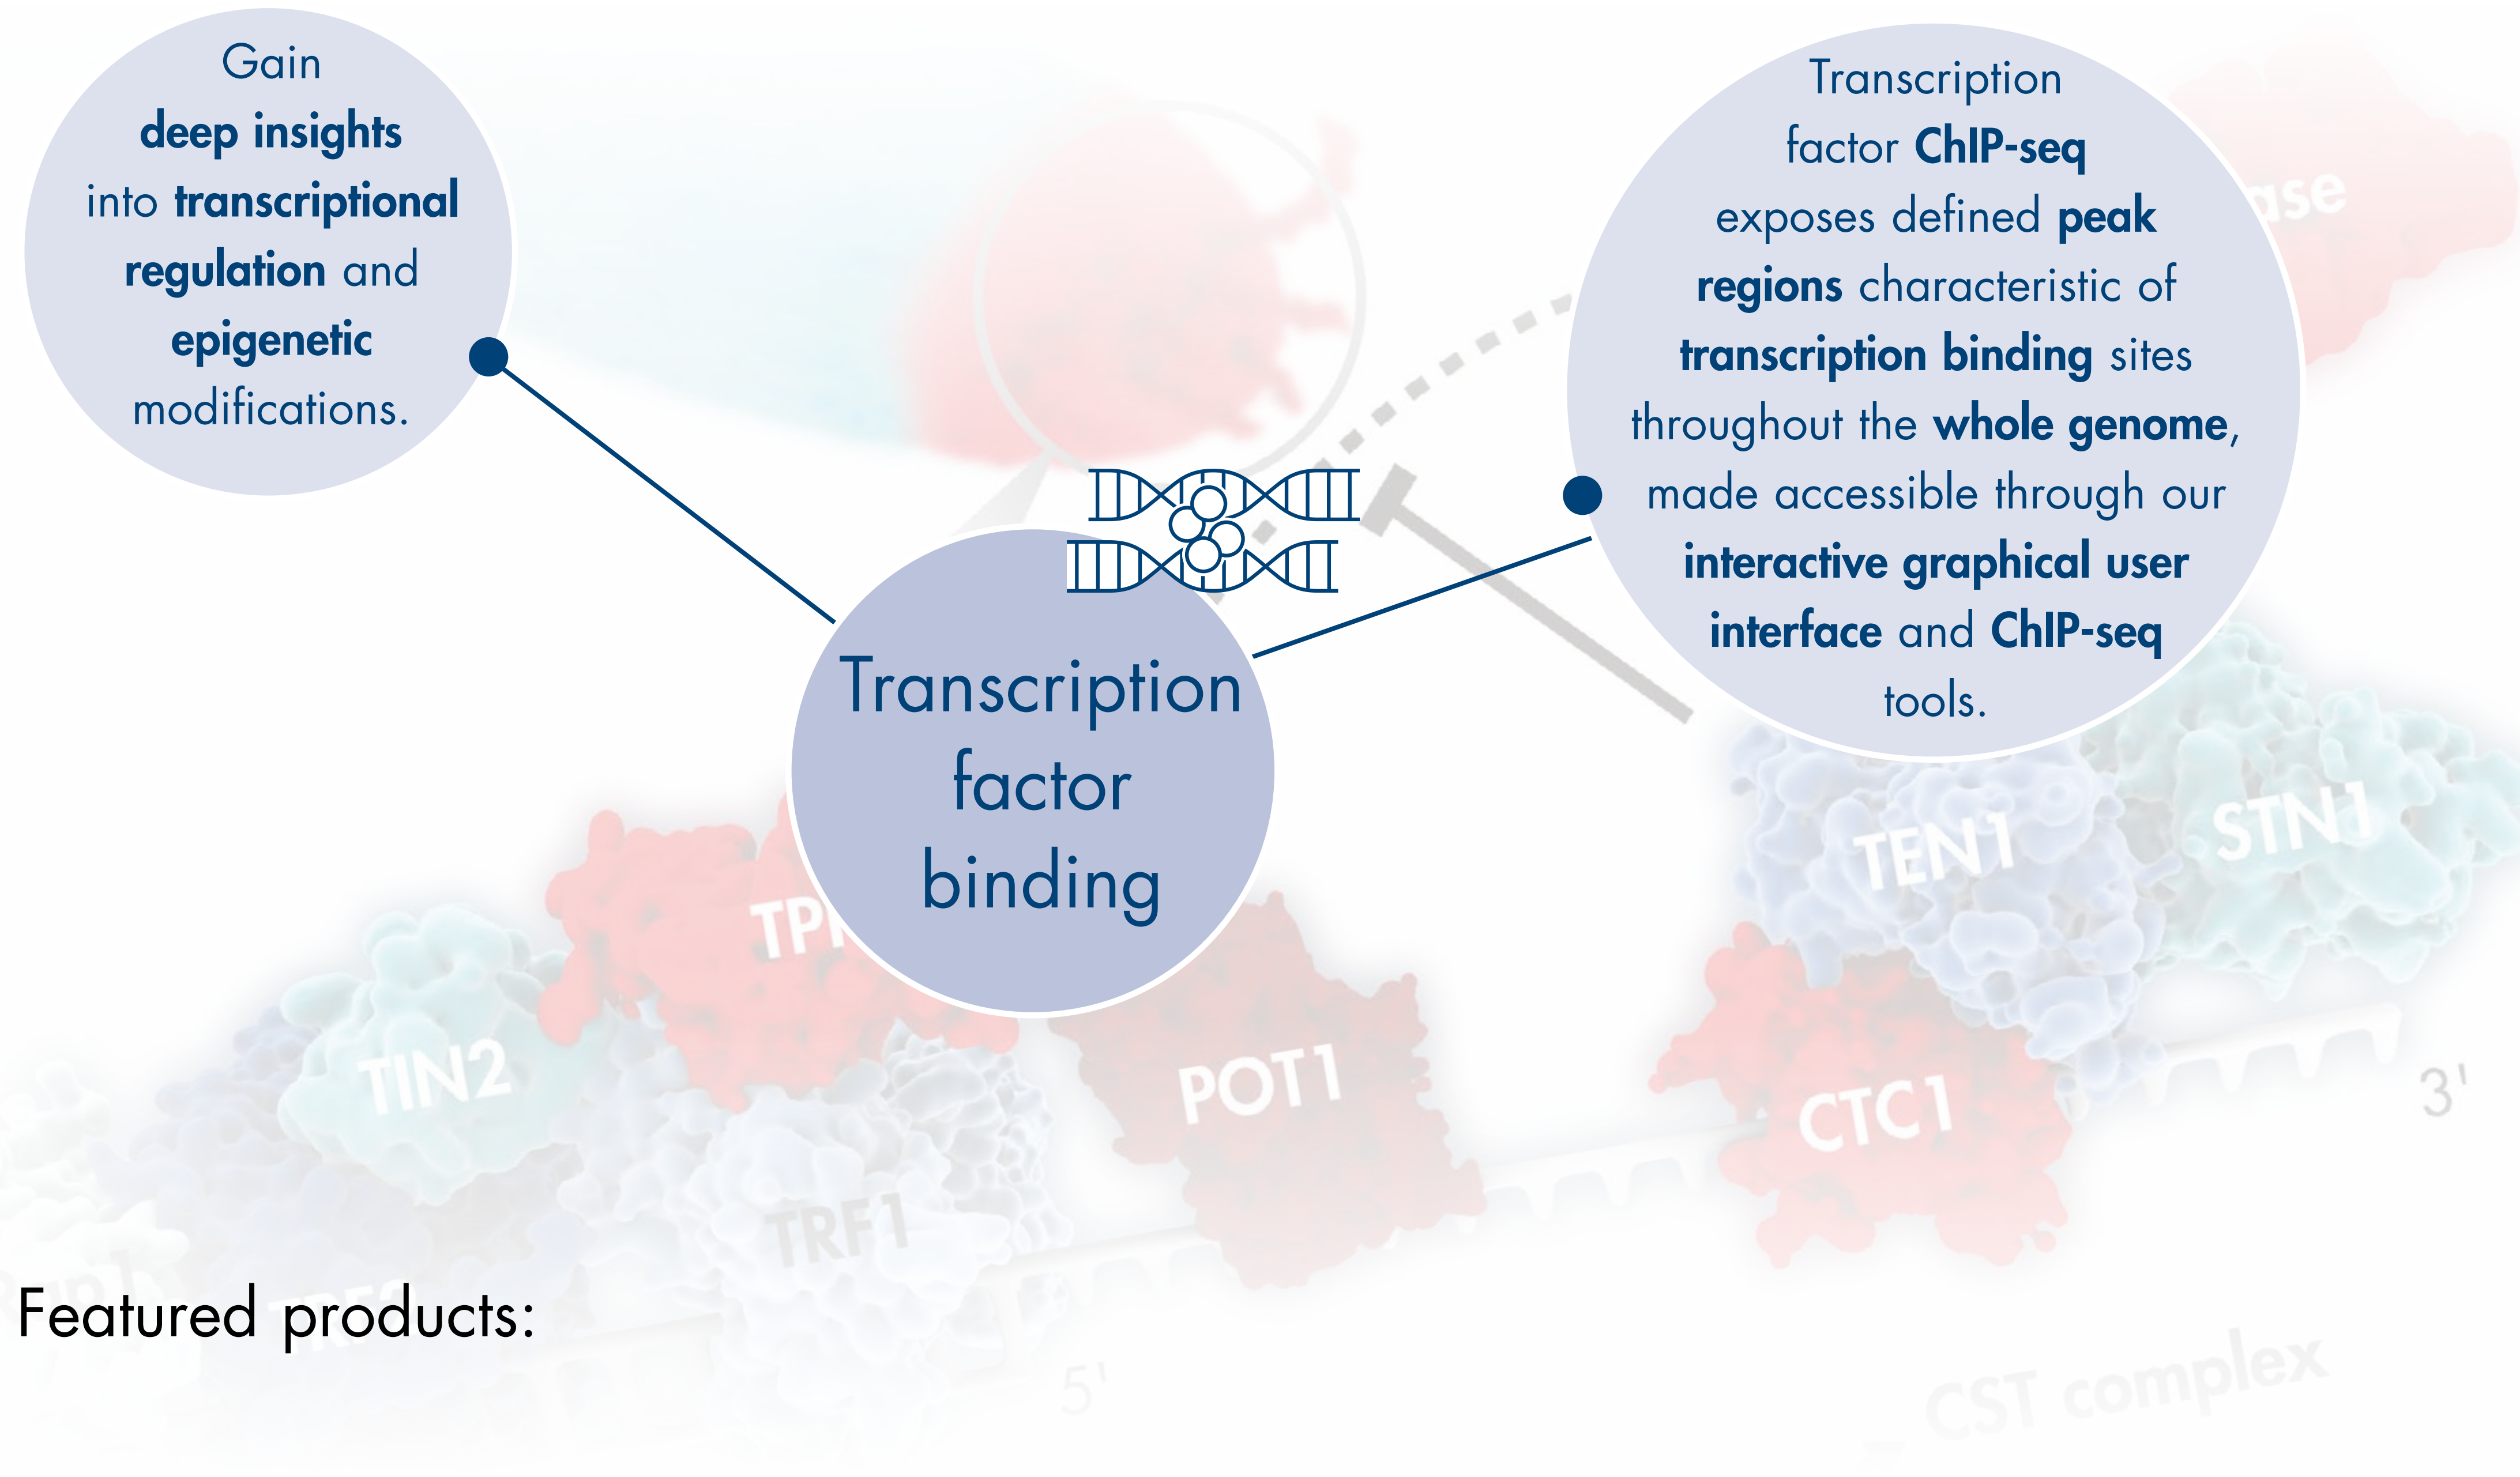 Gain
deep insights
into transcriptional
regulation and
epigenetic
modifications.
Transcription
factor ChIP-seq
exposes defined peak
regions characteristic of
transcription binding sites
throughout the whole genome,
made accessible through our
interactive graphical user
interface and ChIP-seq
tools.
Transcription
factor
binding
TEN1
STN1
TIN2
POT1
CTC1
3'
TRF1
Featured products:
5'
CST complex